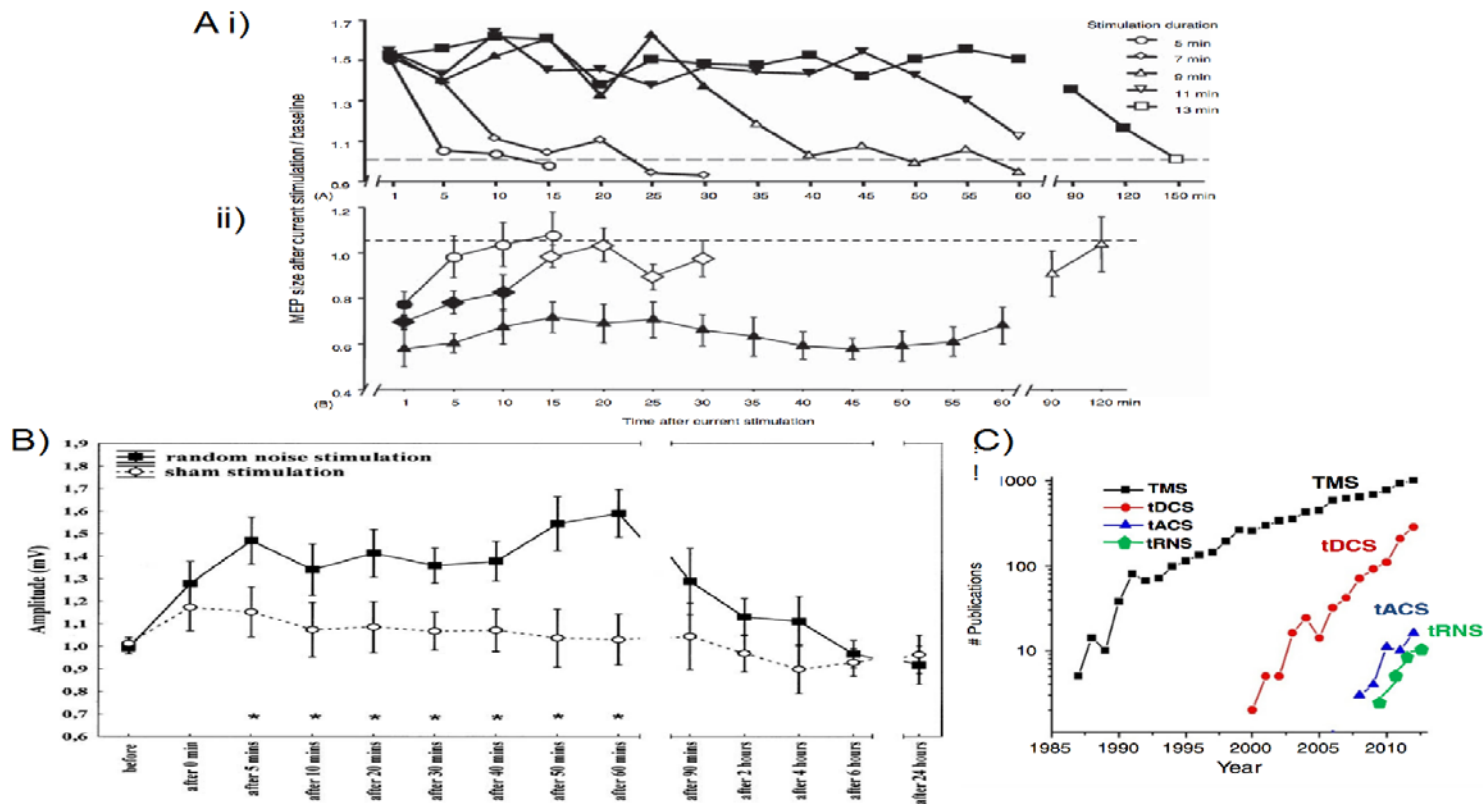 A i)
1.7
1.5
1.3
1.1
0.9
(A)
1 5 10 15 20 25 30 35 40 45 50 55 60 90 120 150 min
Stimulation duration
5 min
7 min
9 min
11 min
13 min
MEP size after current stimulation / baseline
ii)
1.2
1.0
0.8
0.6
0.4
(B)
1 5 10 15 20 25 30 35 40 45 50 55 60 90 120 min
Time after current stimulation
B)
1,9
1,8
1,7
1,6
1,5
1,4
1,3
1,2
1,1
1,0
0,9
0,8
0,7
0,6
Amplitude (mV)
random noise stimulation
sham stimulation
* * * * * * *
before
after 0 min
after 5 mins
after 10 mins
after 20 mins
after 30 mins
after 40 mins
after 50 mins
after 60 mins
after 90 mins
after 2 hours
after 4 hours
after 6 hours
after 24 hours
C)
1000
100
10
# Publications
TMS
tDCS
tACS
tRNS
TMS
tDCS
tACS
tRNS
1985 1990 1995 2000 2005 2010
Year